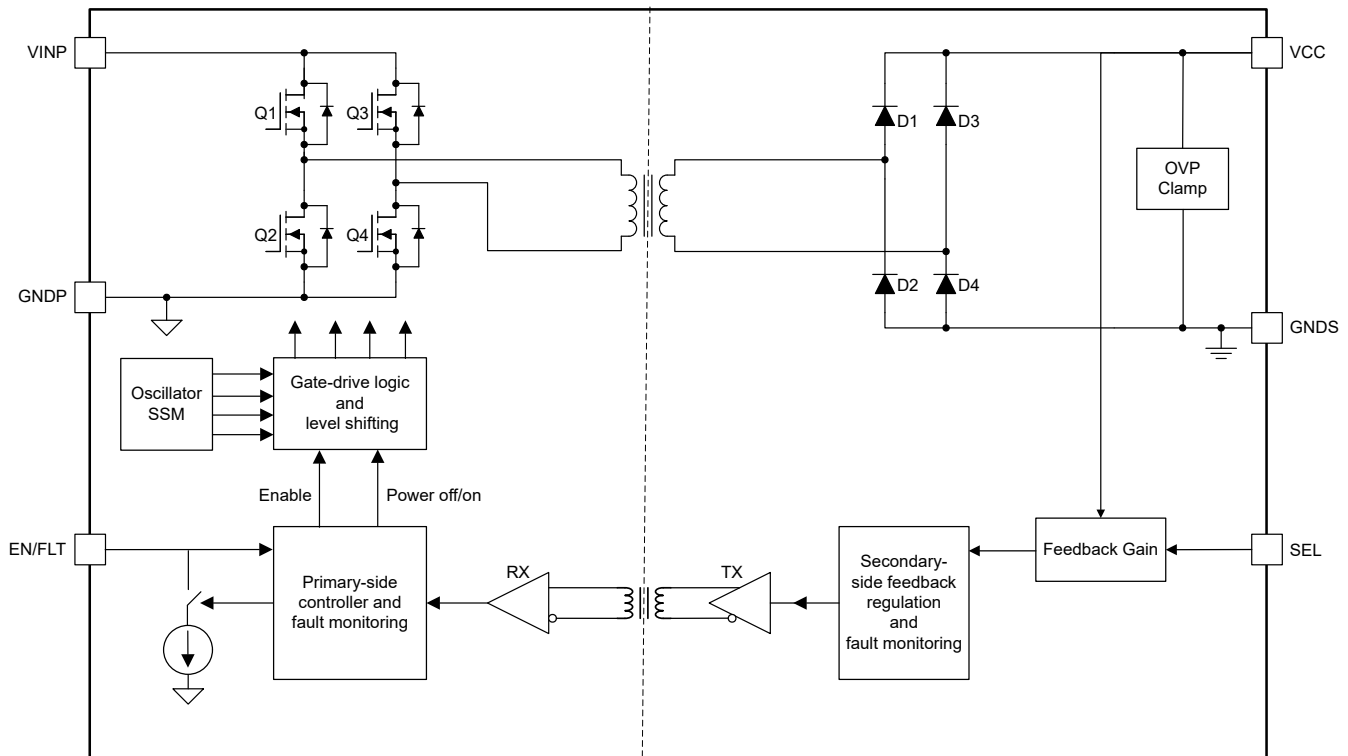 VINP
VCC
Q1
Q3
D1
D3
OVP
Clamp
Q2
Q4
D2
D4
GNDP
GNDS
Oscillator
SSM
Gate-drive logic
and
level shifting
Enable
Power off/on
EN/FLT
Primary-side
controller and
fault monitoring
RX
TX
Secondary-
side feedback
regulation
and
fault monitoring
Feedback Gain
SEL